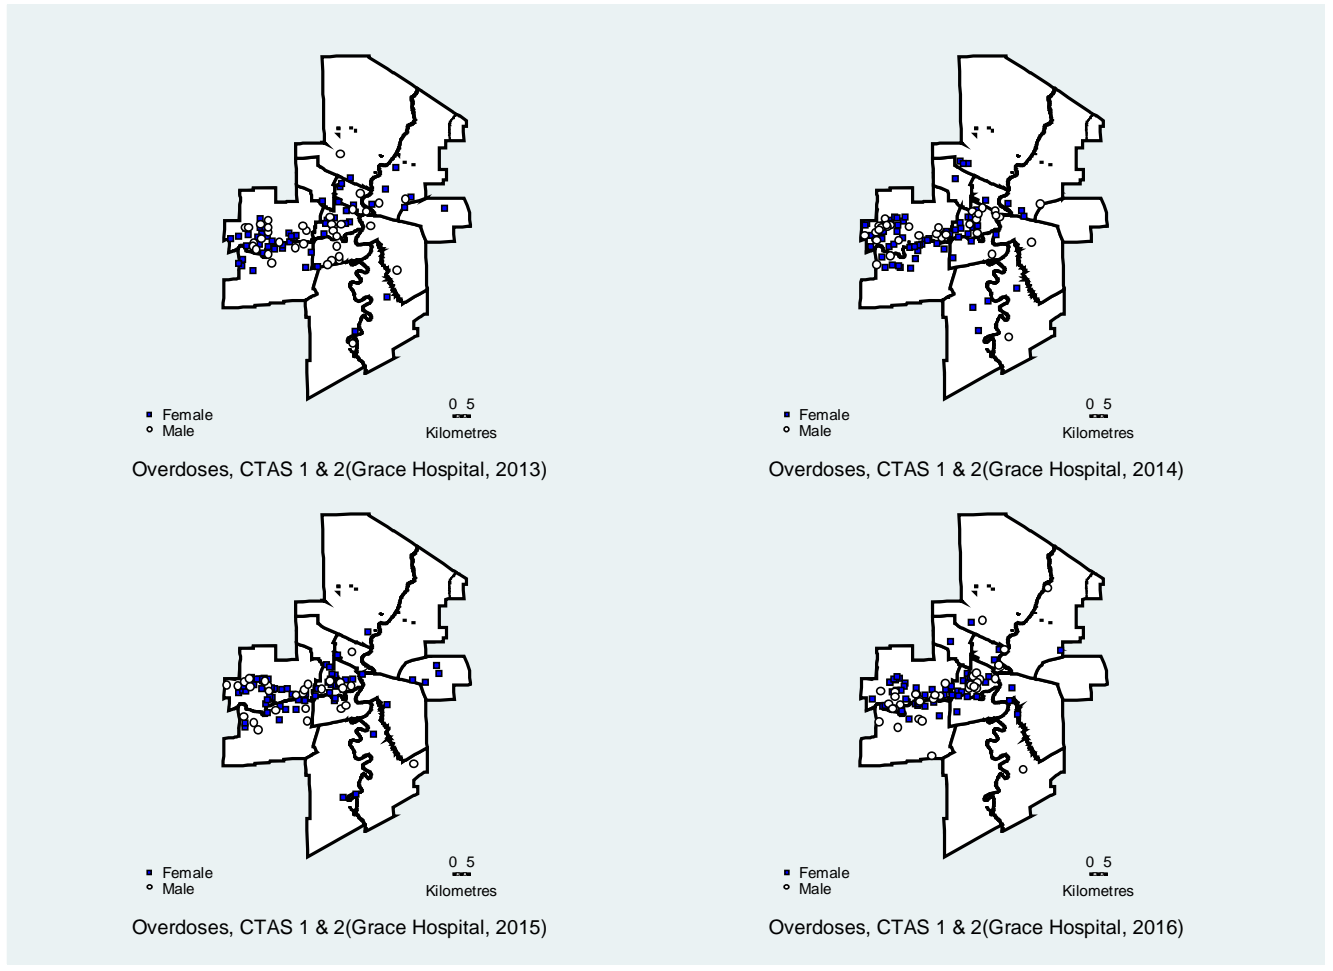 Female
Male
0 5
Kilometres
Overdoses, CTAS 1 & 2(Grace Hospital, 2013)
Female
Male
0 5
Kilometres
Overdoses, CTAS 1 & 2(Grace Hospital, 2014)
Female
Male
0 5
Kilometres
Overdoses, CTAS 1 & 2(Grace Hospital, 2015)
Female
Male
0 5
Kilometres
Overdoses, CTAS 1 & 2(Grace Hospital, 2016)